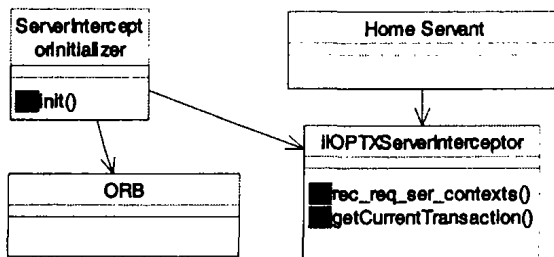 ServerIntercept
orInitializer
init()
Home Servant
IIOPTXServerInterceptor
rec_req_ser_contexts()
getCurrentTransaction()
ORB